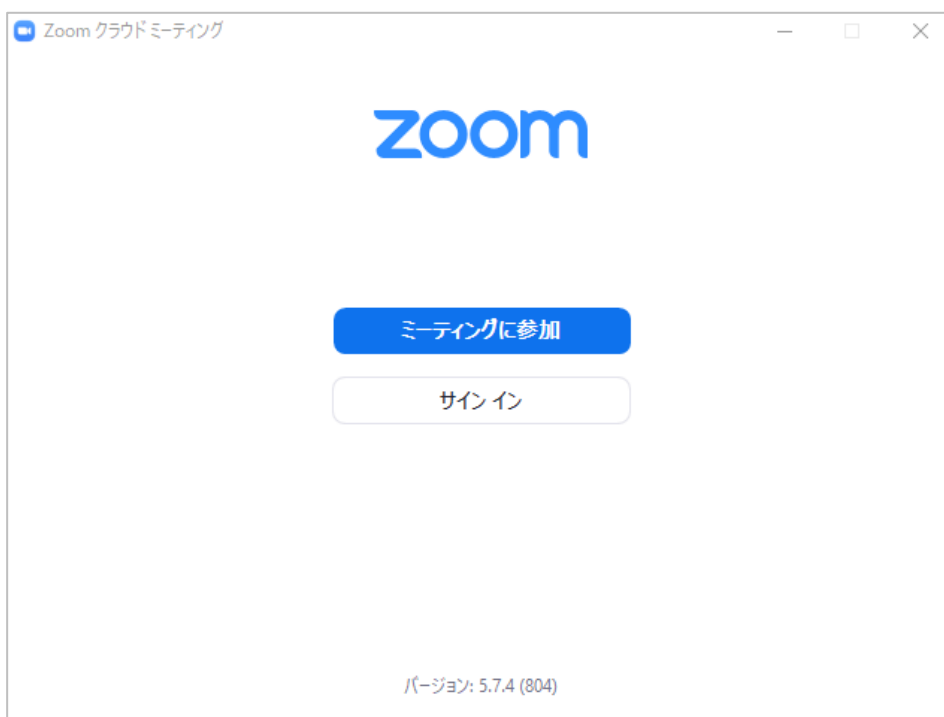 Zoom クラウド ミーティング
zoom
ミーティングに参加
サイン イン
バージョン: 5.7.4 (804)